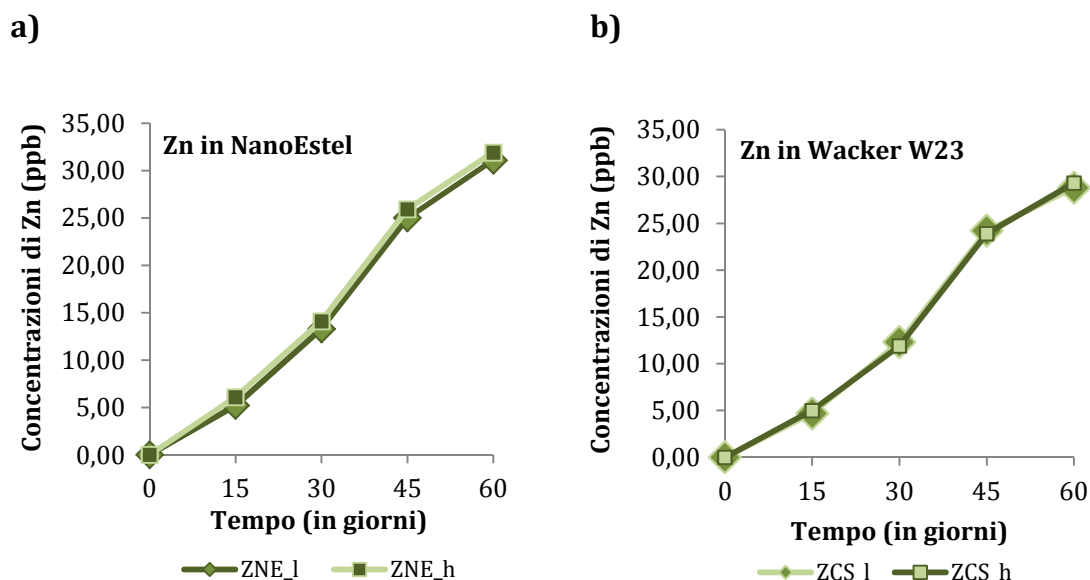 a)
Zn in NanoEstel
Concentrazioni di Zn (ppb)
35,00
30,00
25,00
20,00
15,00
10,00
5,00
0,00
0 15 30 45 60
Tempo (in giorni)
ZNE_l ZNE_h
b)
Zn in Wacker W23
Concentrazioni di Zn (ppb)
35,00
30,00
25,00
20,00
15,00
10,00
5,00
0,00
0 15 30 45 60
Tempo (in giorni)
ZCS_l ZCS_h